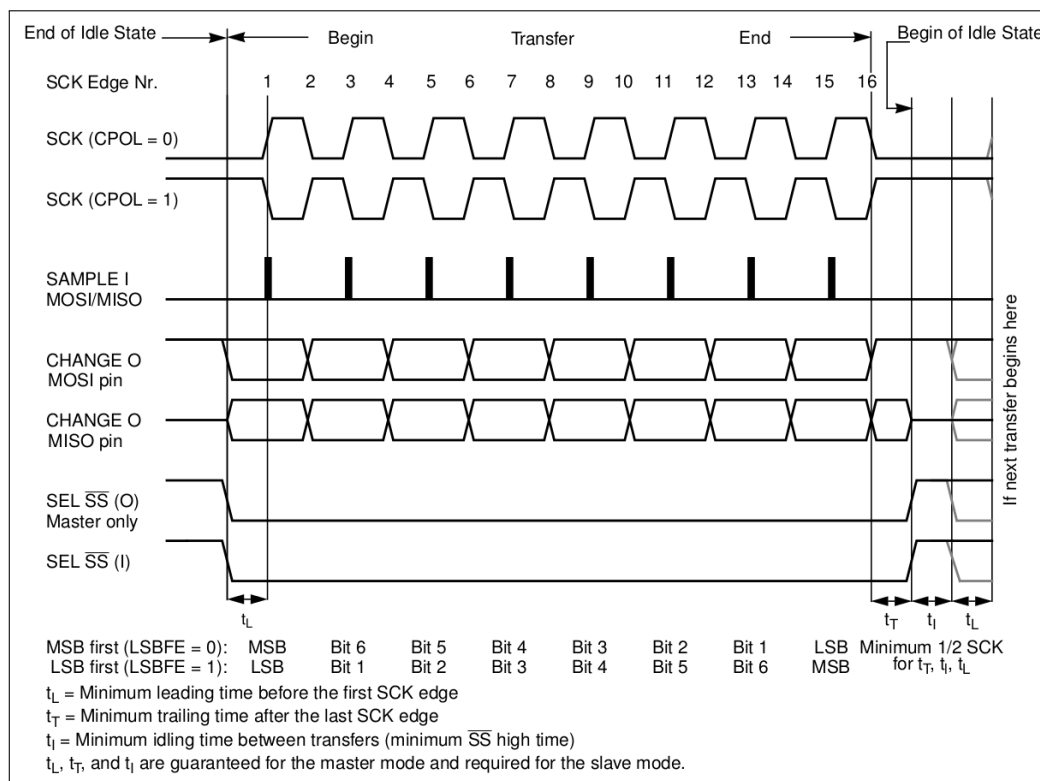 End of Idle State
Begin
Transfer
End
Begin of Idle State
SCK Edge Nr.
1 2 3 4 5 6 7 8 9 10 11 12 13 14 15 16
SCK (CPOL = 0)
SCK (CPOL = 1)
SAMPLE I
MOSI/MISO
CHANGE O
MOSI pin
CHANGE O
MISO pin
SEL S̅S̅ (O)
Master only
SEL S̅S̅ (I)
If next transfer begins here
tL
tT tI tL
MSB first (LSBFE = 0): MSB Bit 6 Bit 5 Bit 4 Bit 3 Bit 2 Bit 1 LSB Minimum 1/2 SCK
LSB first (LSBFE = 1): LSB Bit 1 Bit 2 Bit 3 Bit 4 Bit 5 Bit 6 MSB for tT, tl, tL
tL = Minimum leading time before the first SCK edge
tT = Minimum trailing time after the last SCK edge
tI = Minimum idling time between transfers (minimum S̅S̅ high time)
tL, tT, and tI are guaranteed for the master mode and required for the slave mode.